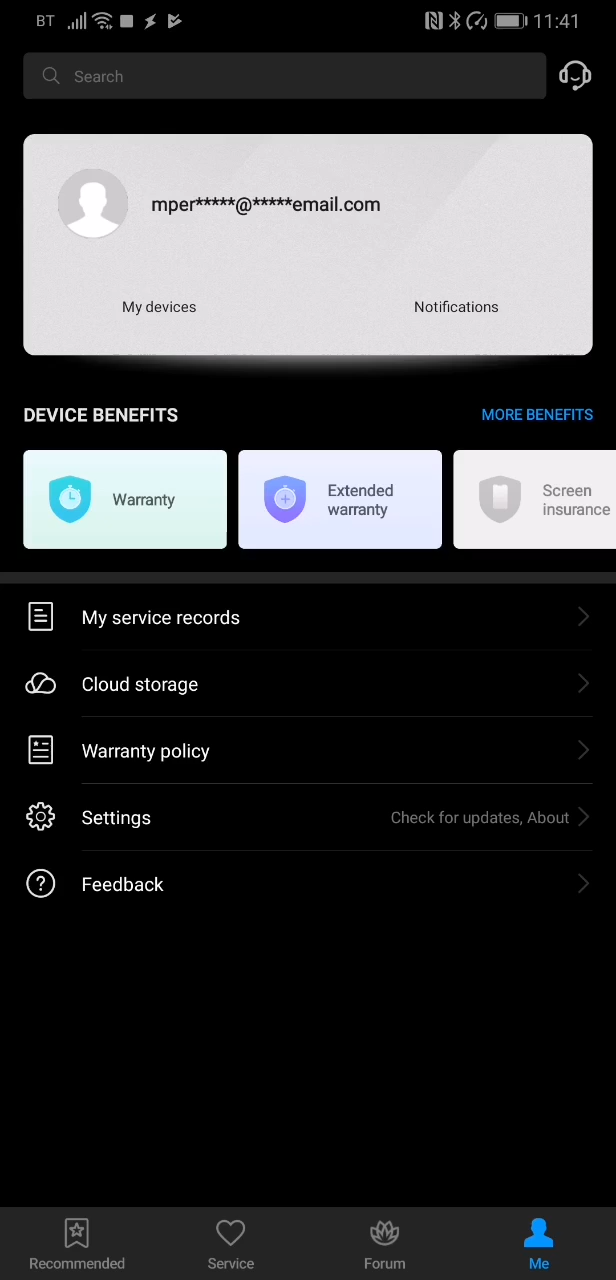 BT 11:41
Search
mper*****@*****email.com
My devices Notifications
DEVICE BENEFITS MORE BENEFITS
Warranty
Extended
warranty
Screen
insurance
My service records
Cloud storage
Warranty policy
Settings Check for updates, About
Feedback
Recommended Service Forum Me